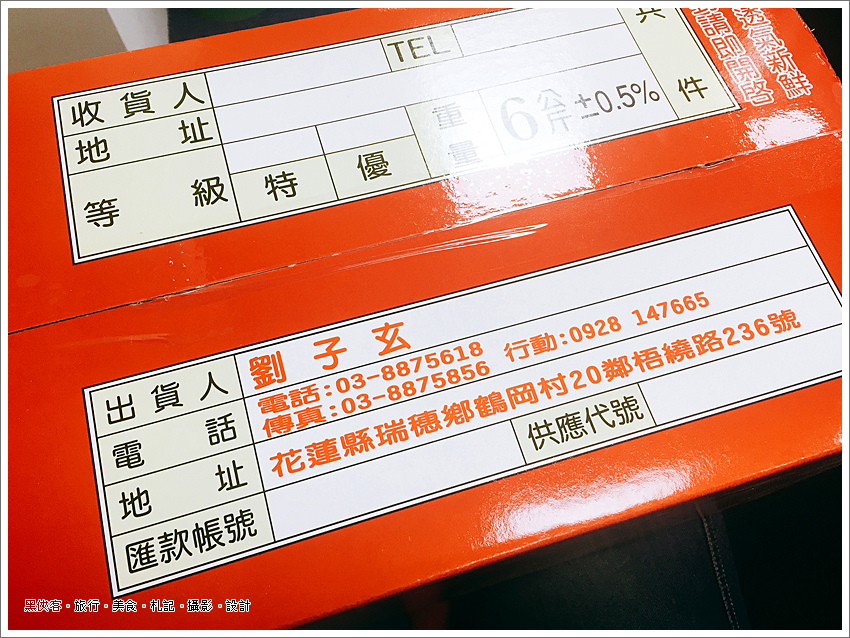 透氣新鮮
請即開啓
收貨人
TEL
共
地址
件
等級
特
優
重量
6公斤±0.5%
出貨人
劉子玄
電話
電話:03-8875618 行動:0928 147665
傳真:03-8875856
地址
花蓮縣瑞穗鄉鶴岡村20鄰梧繞路236號
匯款帳號
供應代號
黑俠客・旅行・美食・札記・攝影・設計